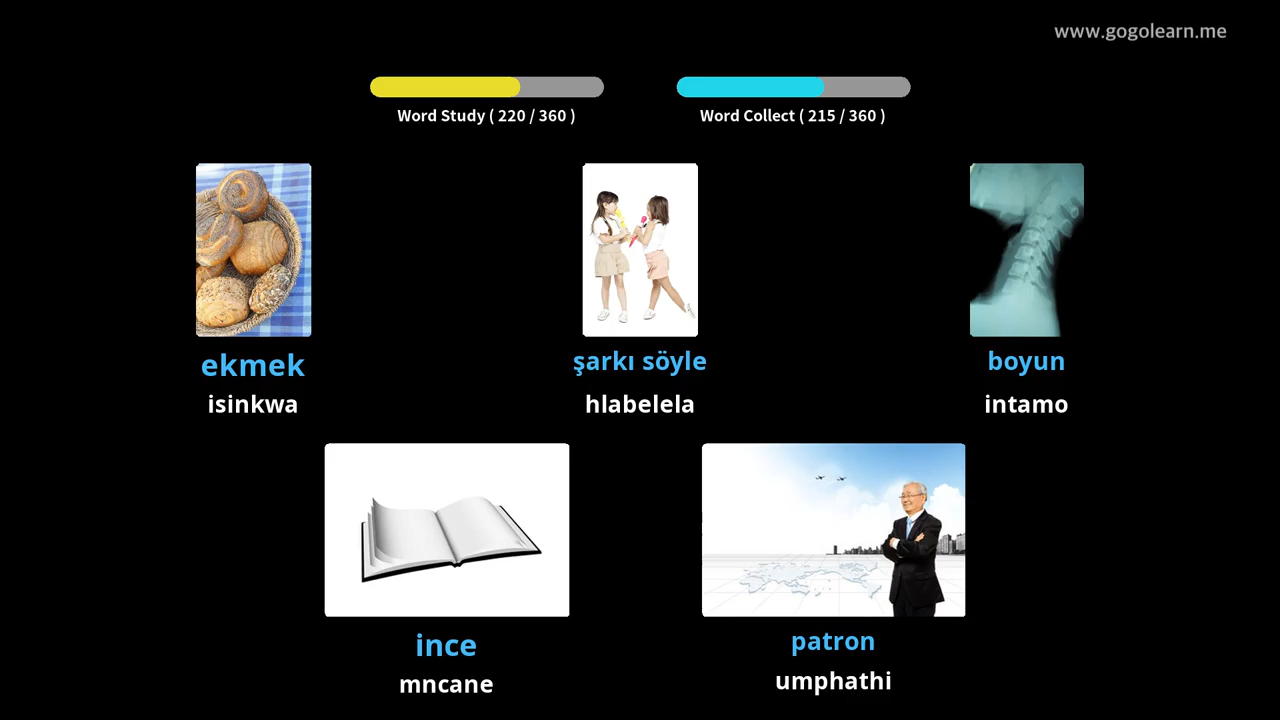 www.gogolearn.me
Word Study ( 220 / 360 )
Word Collect ( 215 / 360 )
ekmek
isinkwa
şarkı söyle
hlabelela
boyun
intamo
ince
mncane
patron
umphathi